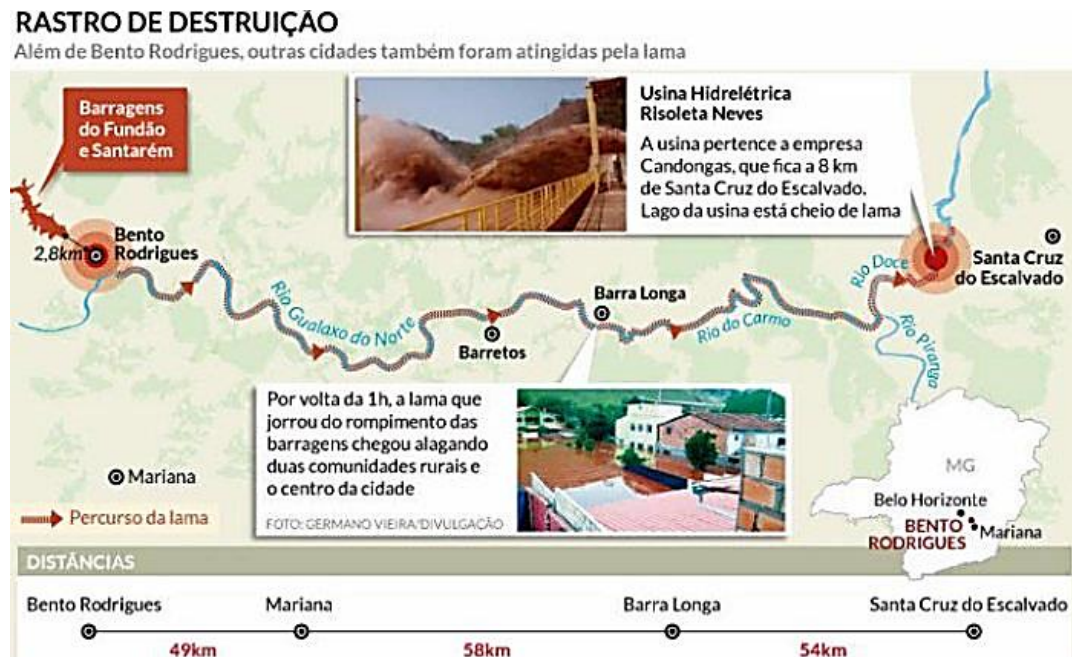 RASTRO DE DESTRUIÇÃO
Além de Bento Rodrigues, outras cidades também foram atingidas pela lama
Barragens
do Fundão
e Santarém
Usina Hidrelétrica
Risoleta Neves
A usina pertence a empresa
Candongas, que fica a 8 km
de Santa Cruz do Escalvado.
Lago da usina está cheio de lama
2,8km
Bento
Rodrigues
Rio Gualaxo do Norte
Barretos
Barra Longa
Rio do Carmo
Rio Doce
Rio Piranga
Santa Cruz
do Escalvado
Por volta da 1h, a lama que
jorrou do rompimento das
barragens chegou alagando
duas comunidades rurais e
o centro da cidade
FOTO: GERMANO VIEIRA/DIVULGAÇÃO
Mariana
Percurso da lama
MG
Belo Horizonte
BENTO
RODRIGUES
Mariana
DISTÂNCIAS
Bento Rodrigues
Mariana
Barra Longa
Santa Cruz do Escalvado
49km
58km
54km